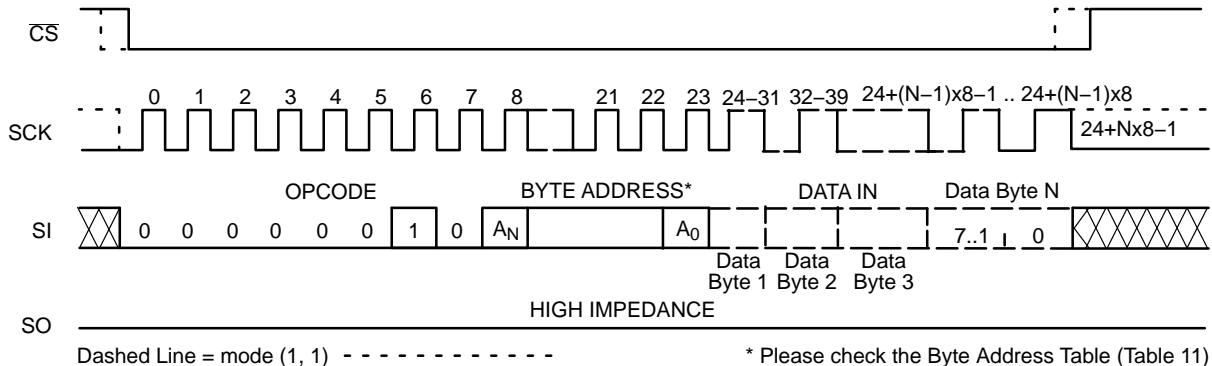 CS
0 1 2 3 4 5 6 7 8 21 22 23 24–31 32–39 24+(N–1)x8–1 .. 24+(N–1)x8
SCK
24+Nx8–1
OPCODE BYTE ADDRESS* DATA IN Data Byte N
SI
0 0 0 0 0 0 1 0 AN A0 7..1 0
Data Byte 1
Data Byte 2
Data Byte 3
HIGH IMPEDANCE
SO
Dashed Line = mode (1, 1)
* Please check the Byte Address Table (Table 11)